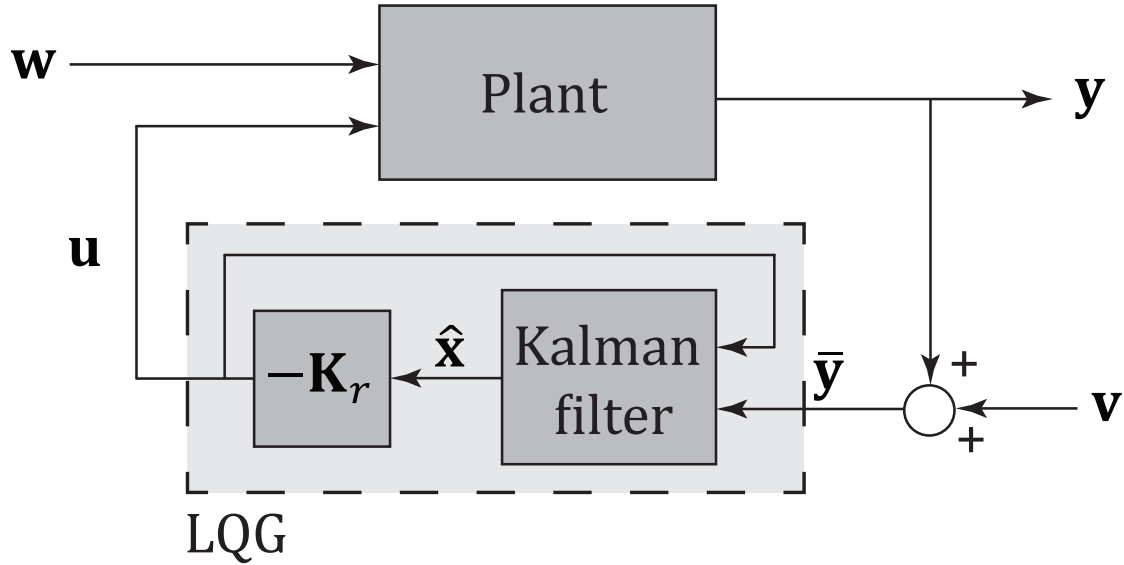 w
Plant
y
u
−K_r
x̂
Kalman
filter
ȳ
+
+
v
LQG